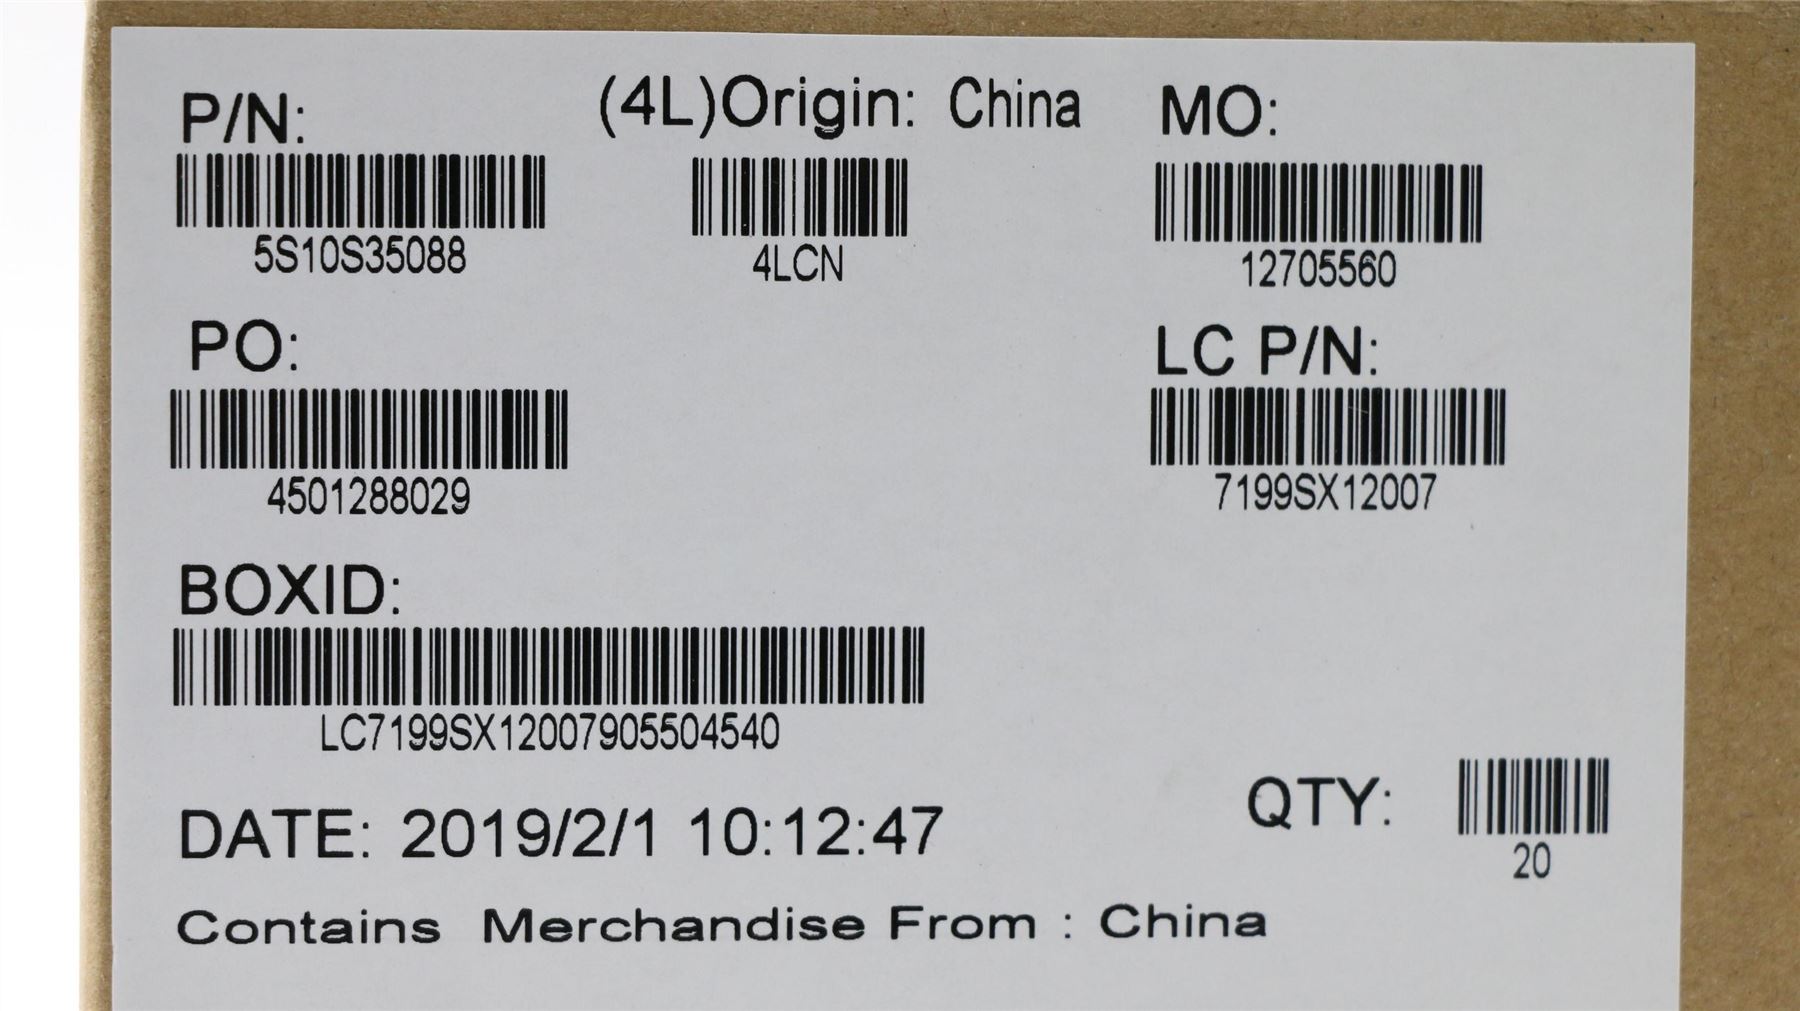 P/N:
(4L)Origin: China
MO:
5S10S35088
4LCN
12705560
PO:
LC P/N:
4501288029
7199SX12007
BOXID:
LC7199SX12007905504540
DATE: 2019/2/1 10:12:47
QTY:
20
Contains Merchandise From : China